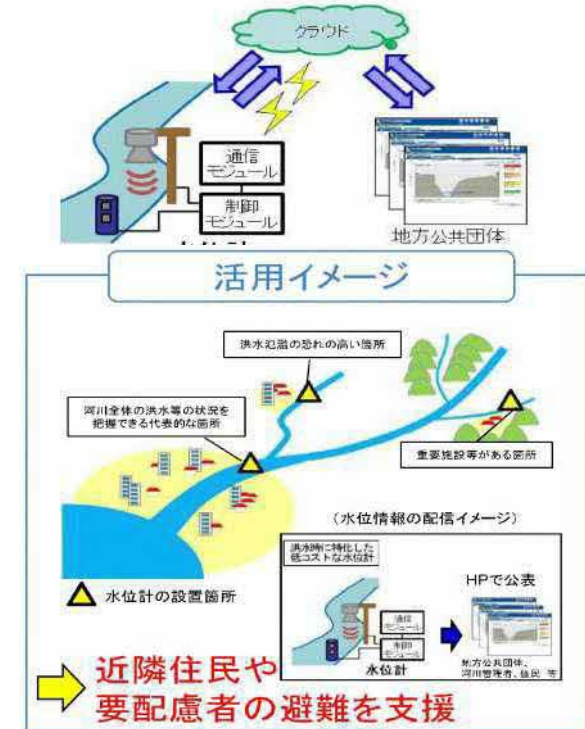 クラウド
通信
モジュール
制御
モジュール
水位計
地方公共団体
活用イメージ
洪水氾濫の恐れの高い箇所
河川全体の洪水等の状況を
把握できる代表的な箇所
重要施設等がある箇所
(水位情報の配信イメージ)
洪水時に特化した
低コストな水位計
HPで公表
通信
モジュール
制御
モジュール
水位計
地方公共団体、
河川管理者、住民 等
水位計の設置箇所
近隣住民や
要配慮者の避難を支援